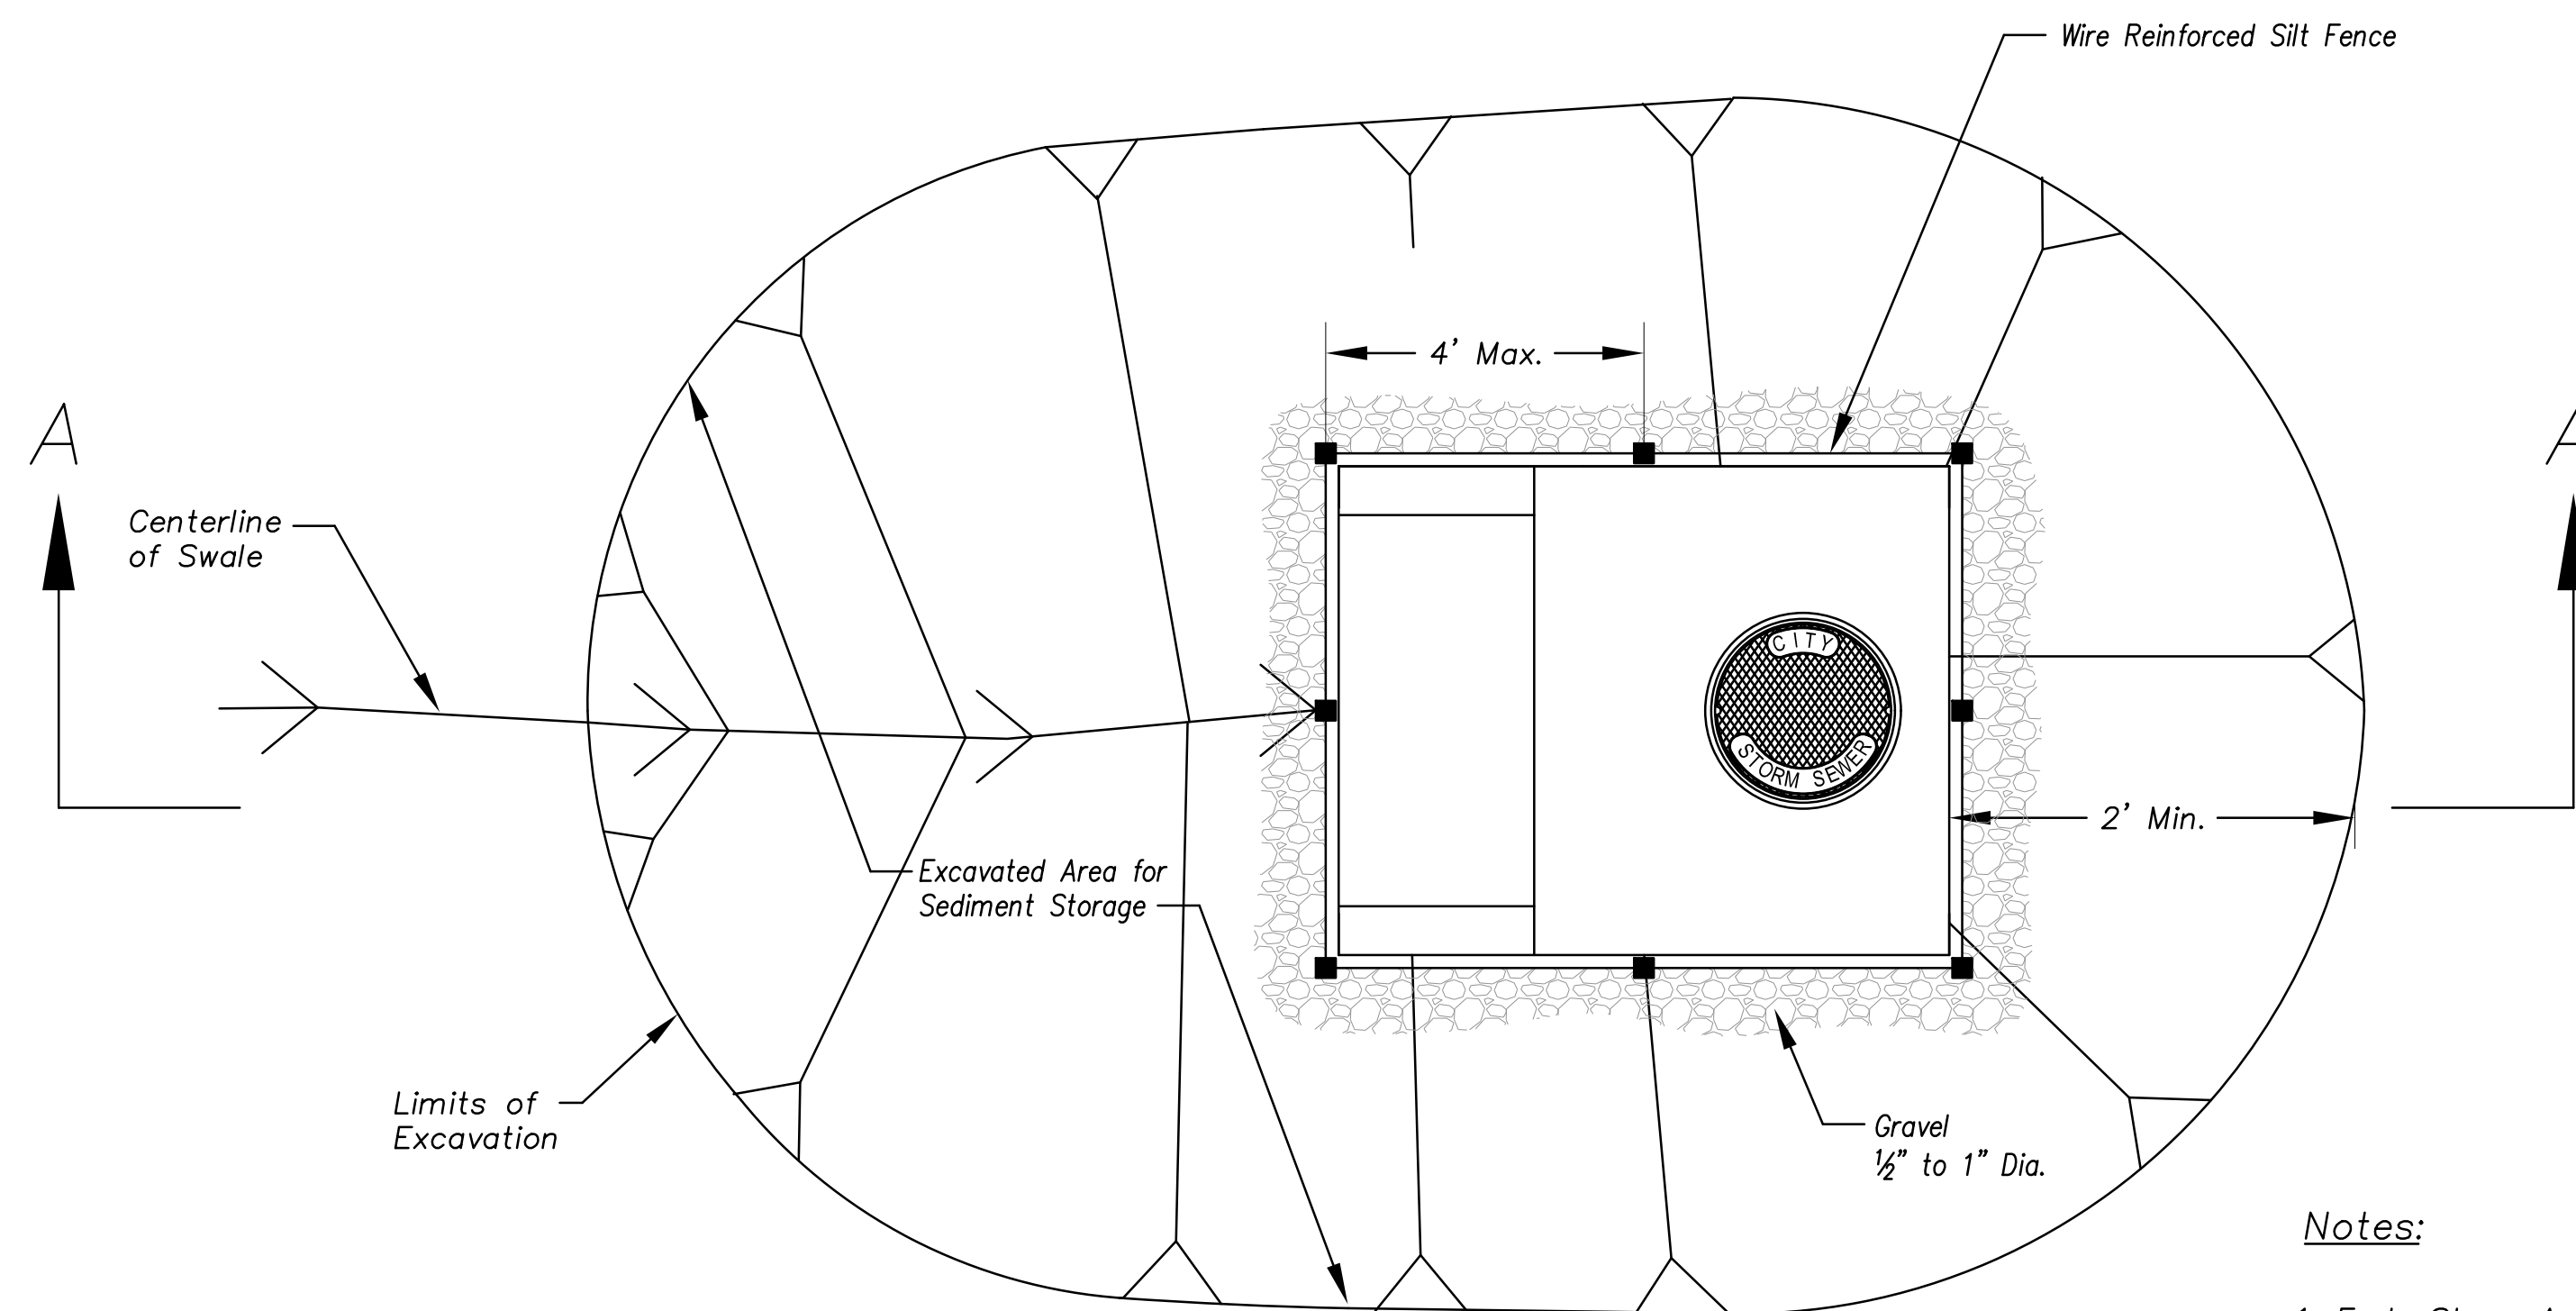 Wire Reinforced Silt Fence
4' Max.
A
A
Centerline
of Swale
CITY
STORM SEWER
2' Min.
Excavated Area for
Sediment Storage
Limits of
Excavation
Gravel
½" to 1" Dia.
Notes: